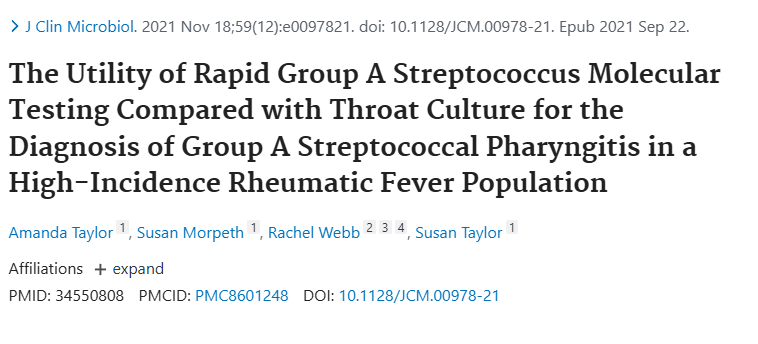 J Clin Microbiol. 2021 Nov 18;59(12):e0097821. doi: 10.1128/JCM.00978-21. Epub 2021 Sep 22.
The Utility of Rapid Group A Streptococcus Molecular
Testing Compared with Throat Culture for the
Diagnosis of Group A Streptococcal Pharyngitis in a
High-Incidence Rheumatic Fever Population
Amanda Taylor 1, Susan Morpeth 1, Rachel Webb 2 3 4, Susan Taylor 1
Affiliations + expand
PMID: 34550808 PMCID: PMC8601248 DOI: 10.1128/JCM.00978-21